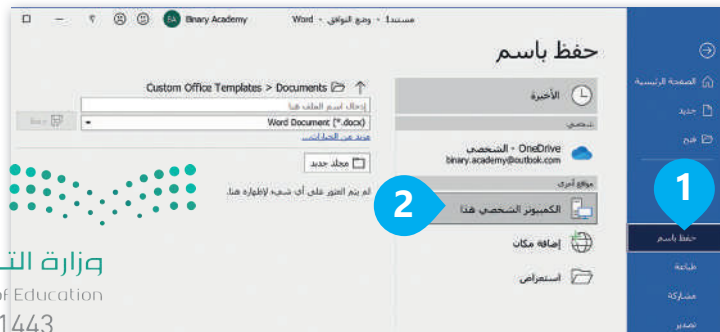 مستند1 - وضع التوافق - Word
Binary Academy
BA
حفظ باسم
الصفحة الرئيسية
جديد
فتح
1
حفظ باسم
طباعة
مشاركة
تصدير
الأخيرة
شخصي
OneDrive - الشخصي
binary.academy@outlook.com
مواقع أخرى
2
الكمبيوتر الشخصي هذا
إضافة مكان
استعراض
Custom Office Templates > Documents
إدخال اسم الملف هنا
Word Document (*.docx)
مزيد من الخيارات...
مجلد جديد
لم يتم العثور على أي شيء لإظهاره هنا.
وزارة التـ
of Education
1443